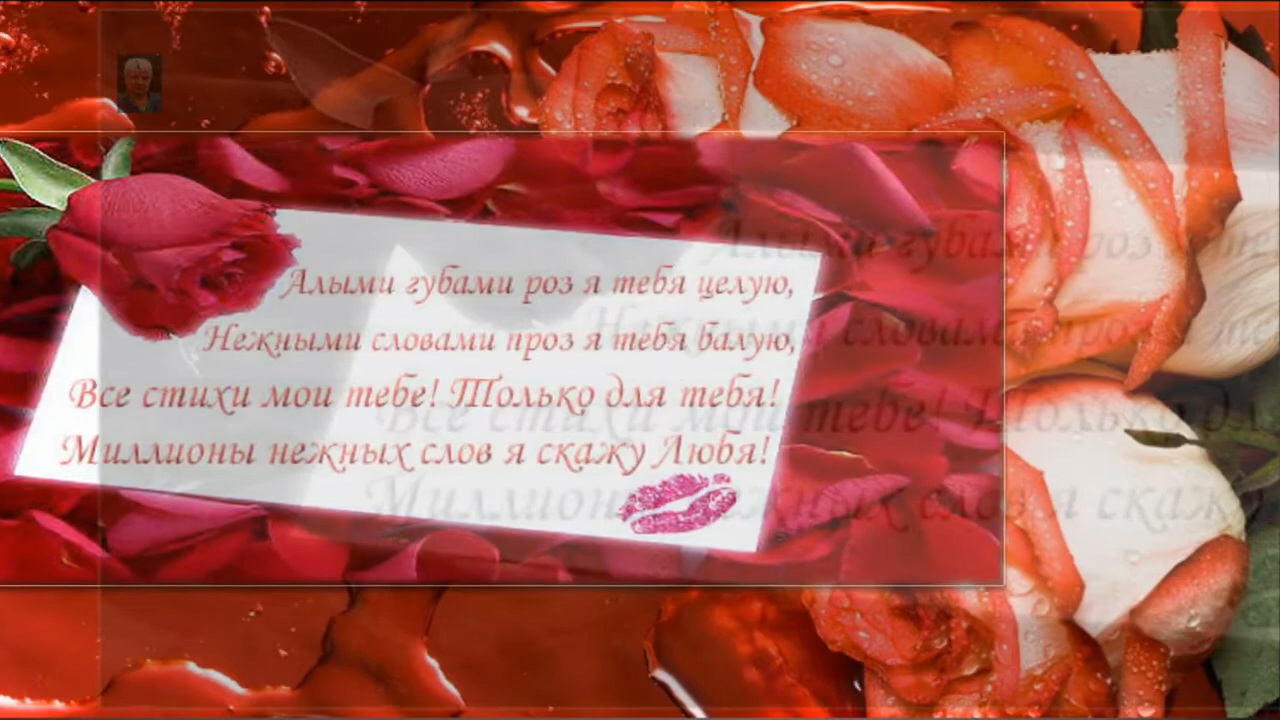 Алыми губами роз я тебя целую,
Нежными словами проз я тебя балую,
Все стихи мои тебе! Только для тебя!
Миллионы нежных слов я скажу Любя!